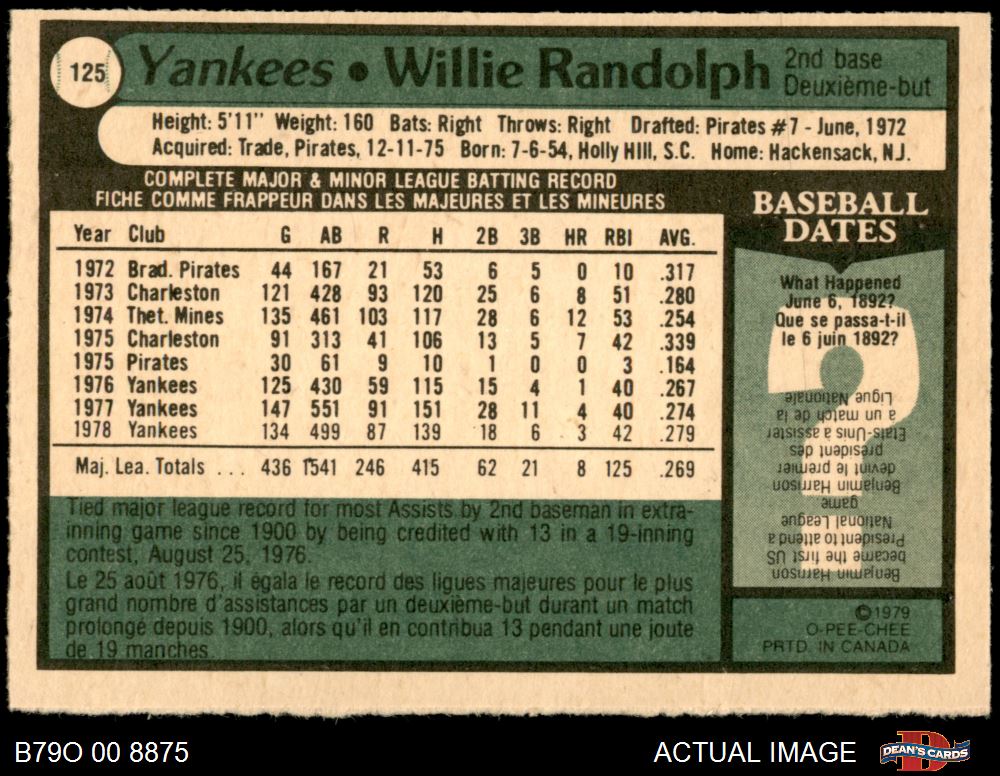 125 Yankees • Willie Randolph 2nd base
Deuxième-but
Height: 5'11" Weight: 160 Bats: Right Throws: Right Drafted: Pirates #7 - June, 1972
Acquired: Trade, Pirates, 12-11-75 Born: 7-6-54, Holly Hill, S.C. Home: Hackensack, N.J.
COMPLETE MAJOR & MINOR LEAGUE BATTING RECORD
FICHE COMME FRAPPEUR DANS LES MAJEURES ET LES MINEURES
Year Club G AB R H 2B 3B HR RBI AVG.
1972 Brad. Pirates 44 167 21 53 6 5 0 10 .317
1973 Charleston 121 428 93 120 25 6 8 51 .280
1974 Thet. Mines 135 461 103 117 28 6 12 53 .254
1975 Charleston 91 313 41 106 13 5 7 42 .339
1975 Pirates 30 61 9 10 1 0 0 3 .164
1976 Yankees 125 430 59 115 15 4 1 40 .267
1977 Yankees 147 551 91 151 28 11 4 40 .274
1978 Yankees 134 499 87 139 18 6 3 42 .279
Maj. Lea. Totals ... 436 1541 246 415 62 21 8 125 .269
Tied major league record for most Assists by 2nd baseman in extra-
inning game since 1900 by being credited with 13 in a 19-inning
contest, August 25, 1976.
Le 25 août 1976, il égala le record des ligues majeures pour le plus
grand nombre d'assistances par un deuxième-but durant un match
prolongé depuis 1900, alors qu'il en contribua 13 pendant une joute
de 19 manches.
BASEBALL
DATES
What Happened
June 6, 1892?
Que se passa-t-il
le 6 juin 1892?
Benjamin Harrison
became the first US
President to attend a
National League
game
Benjamin Harrison
devint le premier
président des
Etats-Unis à assister
à un match de la
Ligue Nationale
©1979
O-PEE-CHEE
PRTD. IN CANADA
B79O 00 8875
ACTUAL IMAGE
DEAN'S CARDS